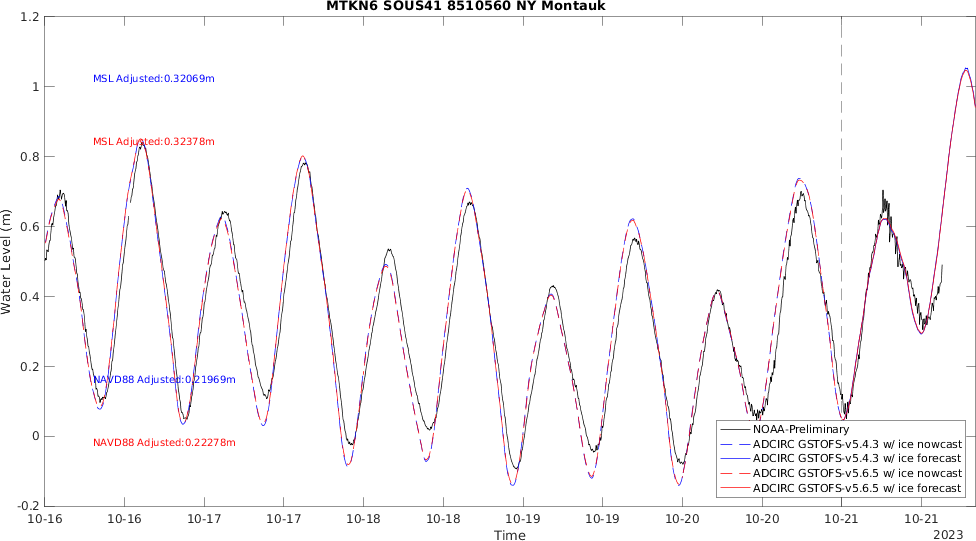 MTKN6 SOUS41 8510560 NY Montauk
1.2
1
0.8
0.6
0.4
0.2
0
-0.2
Water Level (m)
MSL Adjusted:0.32069m
MSL Adjusted:0.32378m
NAVD88 Adjusted:0.21969m
NAVD88 Adjusted:0.22278m
NOAA-Preliminary
ADCIRC GSTOFS-v5.4.3 w/ ice nowcast
ADCIRC GSTOFS-v5.4.3 w/ ice forecast
ADCIRC GSTOFS-v5.6.5 w/ ice nowcast
ADCIRC GSTOFS-v5.6.5 w/ ice forecast
10-16 10-16 10-17 10-17 10-18 10-18 10-19 10-19 10-20 10-20 10-21 10-21
2023
Time